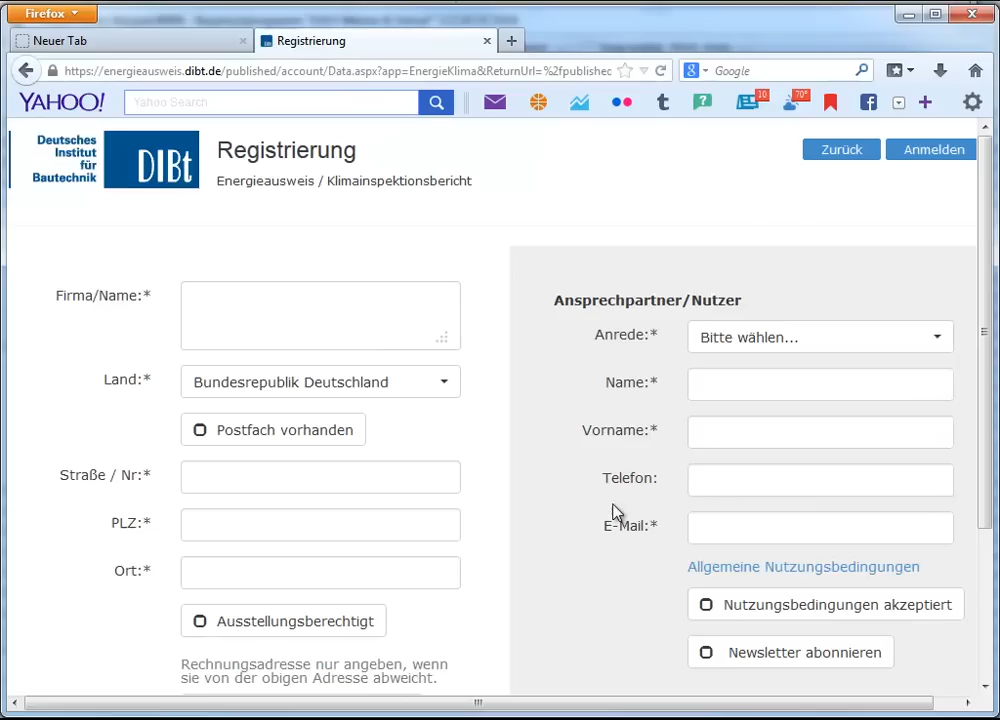 Firefox
Neuer Tab
Registrierung
https://energieausweis.dibt.de/published/account/Data.aspx?app=EnergieKlima&ReturnUrl=%2fpublished
Google
YAHOO!
Yahoo Search
10
70°
Deutsches
Institut
für
Bautechnik
DIBt
Registrierung
Energieausweis / Klimainspektionsbericht
Zurück
Anmelden
Firma/Name:*
Land:*
Bundesrepublik Deutschland
Postfach vorhanden
Straße / Nr:*
PLZ:*
Ort:*
Ausstellungsberechtigt
Rechnungsadresse nur angeben, wenn
sie von der obigen Adresse abweicht.
Ansprechpartner/Nutzer
Anrede:*
Bitte wählen...
Name:*
Vorname:*
Telefon:
E-Mail:*
Allgemeine Nutzungsbedingungen
Nutzungsbedingungen akzeptiert
Newsletter abonnieren